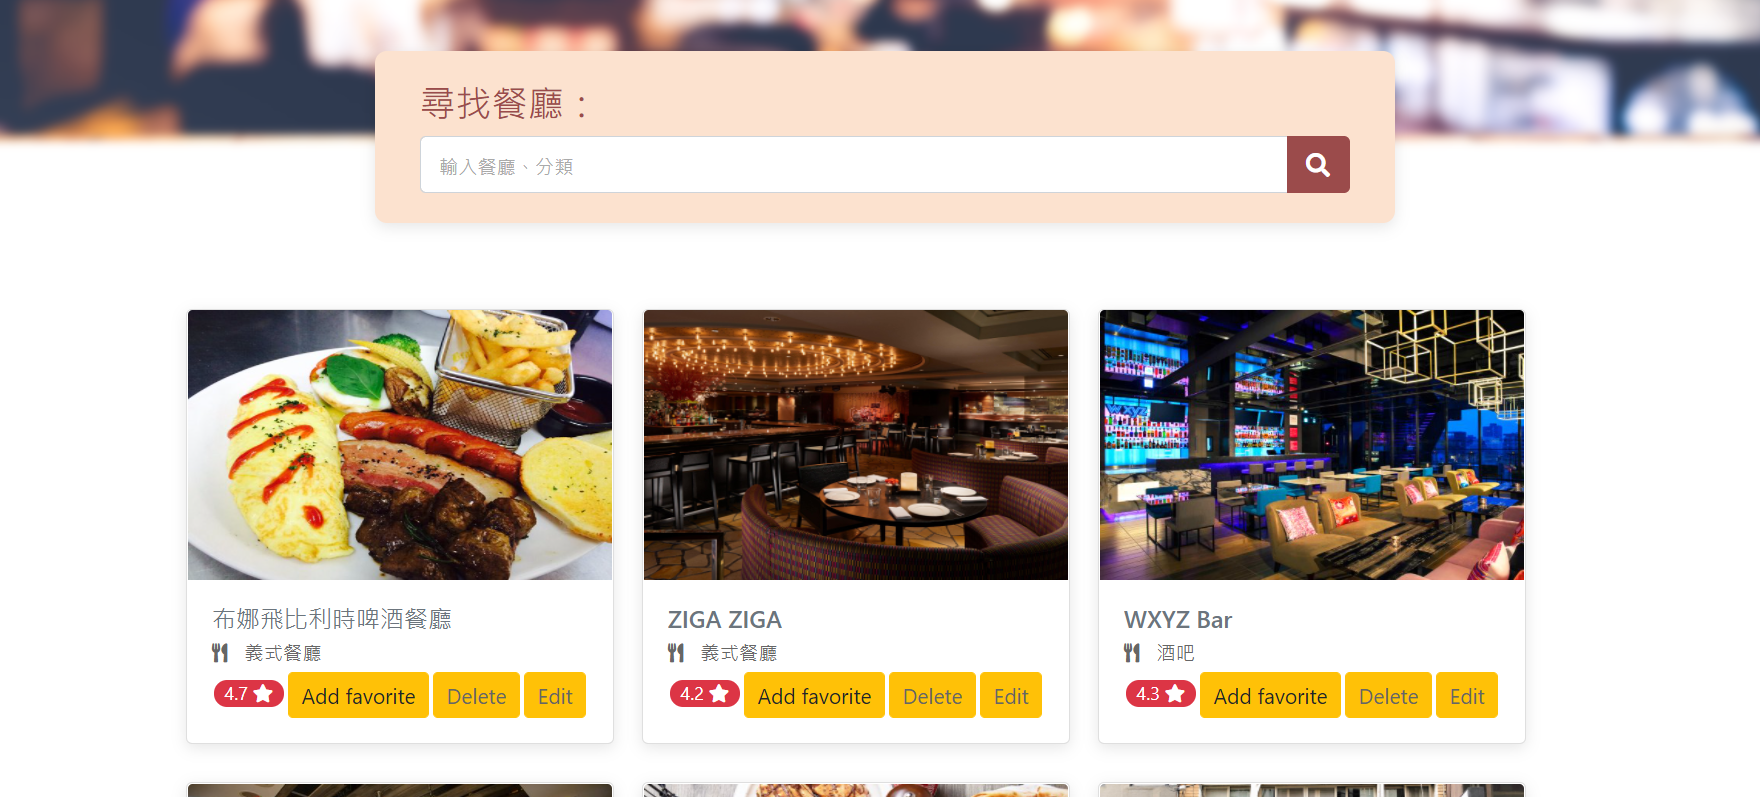 尋找餐廳：
輸入餐廳、分類
WXYZ
布娜飛比利時啤酒餐廳
義式餐廳
4.7 Add favorite Delete Edit
ZIGA ZIGA
義式餐廳
4.2 Add favorite Delete Edit
WXYZ Bar
酒吧
4.3 Add favorite Delete Edit